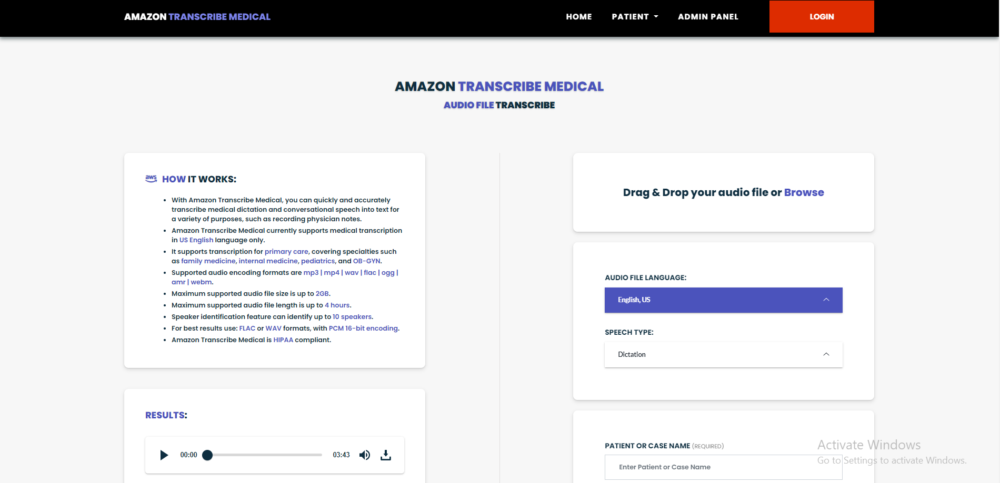 AMAZON TRANSCRIBE MEDICAL
HOME
PATIENT
ADMIN PANEL
LOGIN
AMAZON TRANSCRIBE MEDICAL
AUDIO FILE TRANSCRIBE
aws HOW IT WORKS:
With Amazon Transcribe Medical, you can quickly and accurately
transcribe medical dictation and conversational speech into text for
a variety of purposes, such as recording physician notes.
Amazon Transcribe Medical currently supports medical transcription
in US English language only.
It supports transcription for primary care, covering specialties such
as family medicine, internal medicine, pediatrics, and OB-GYN.
Supported audio encoding formats are mp3 | mp4 | wav | flac | ogg |
amr | webm.
Maximum supported audio file size is up to 2GB.
Maximum supported audio file length is up to 4 hours.
Speaker identification feature can identify up to 10 speakers.
For best results use: FLAC or WAV formats, with PCM 16-bit encoding.
Amazon Transcribe Medical is HIPAA compliant.
RESULTS:
00:00
03:43
Drag & Drop your audio file or Browse
AUDIO FILE LANGUAGE:
English, US
SPEECH TYPE:
Dictation
PATIENT OR CASE NAME (REQUIRED)
Enter Patient or Case Name
Activate Windows
Go to Settings to activate Windows.